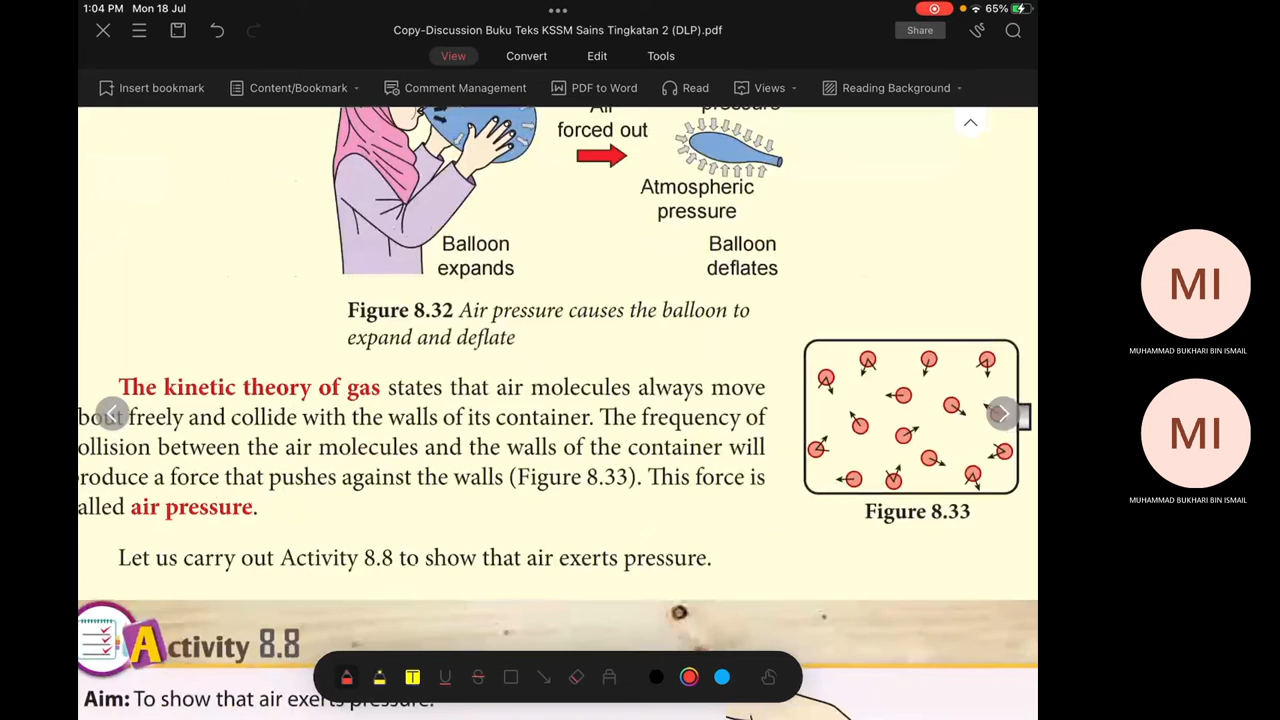 1:04 PM Mon 18 Jul
65%
Copy-Discussion Buku Teks KSSM Sains Tingkatan 2 (DLP).pdf
Share
View Convert Edit Tools
Insert bookmark Content/Bookmark Comment Management PDF to Word Read Views Reading Background
forced out
Atmospheric
pressure
Balloon
expands
Balloon
deflates
Figure 8.32 Air pressure causes the balloon to
expand and deflate
The kinetic theory of gas states that air molecules always move
bout freely and collide with the walls of its container. The frequency of
ollision between the air molecules and the walls of the container will
roduce a force that pushes against the walls (Figure 8.33). This force is
alled air pressure.
Figure 8.33
Let us carry out Activity 8.8 to show that air exerts pressure.
Activity 8.8
Aim: To show that air exerts pressure.
T U S
MI
MUHAMMAD BUKHARI BIN ISMAIL
MI
MUHAMMAD BUKHARI BIN ISMAIL